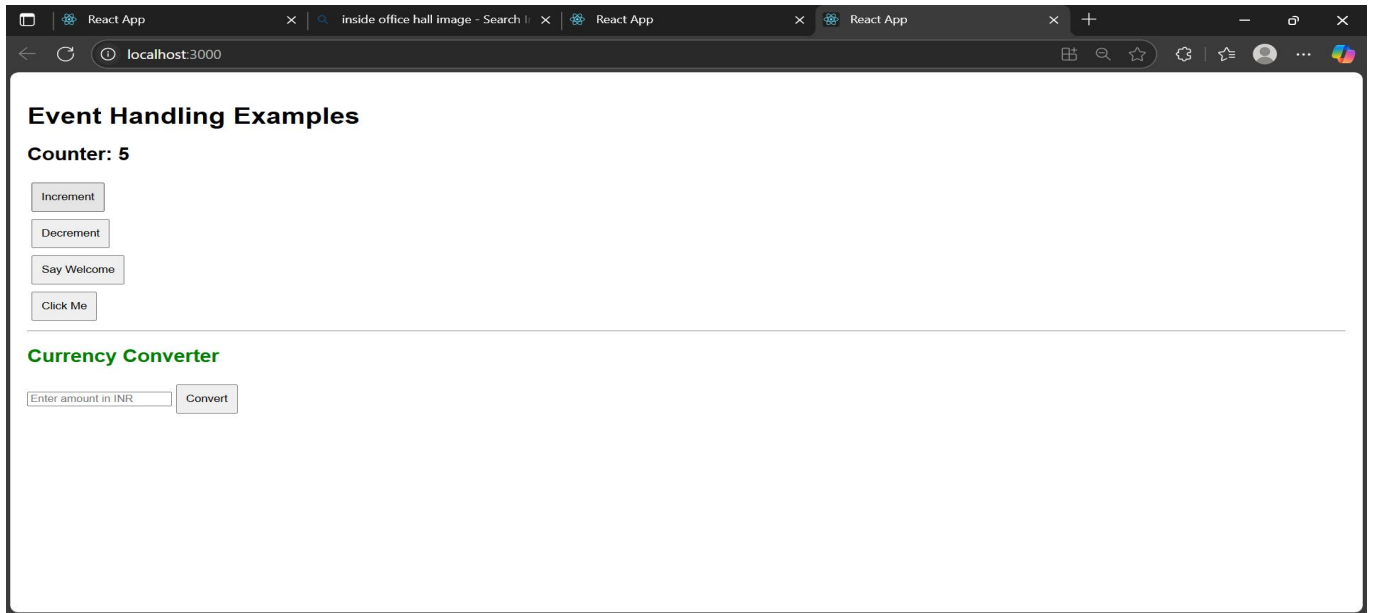 React App
inside office hall image - Search I
React App
React App
localhost:3000
Event Handling Examples
Counter: 5
Increment
Decrement
Say Welcome
Click Me
Currency Converter
Enter amount in INR Convert